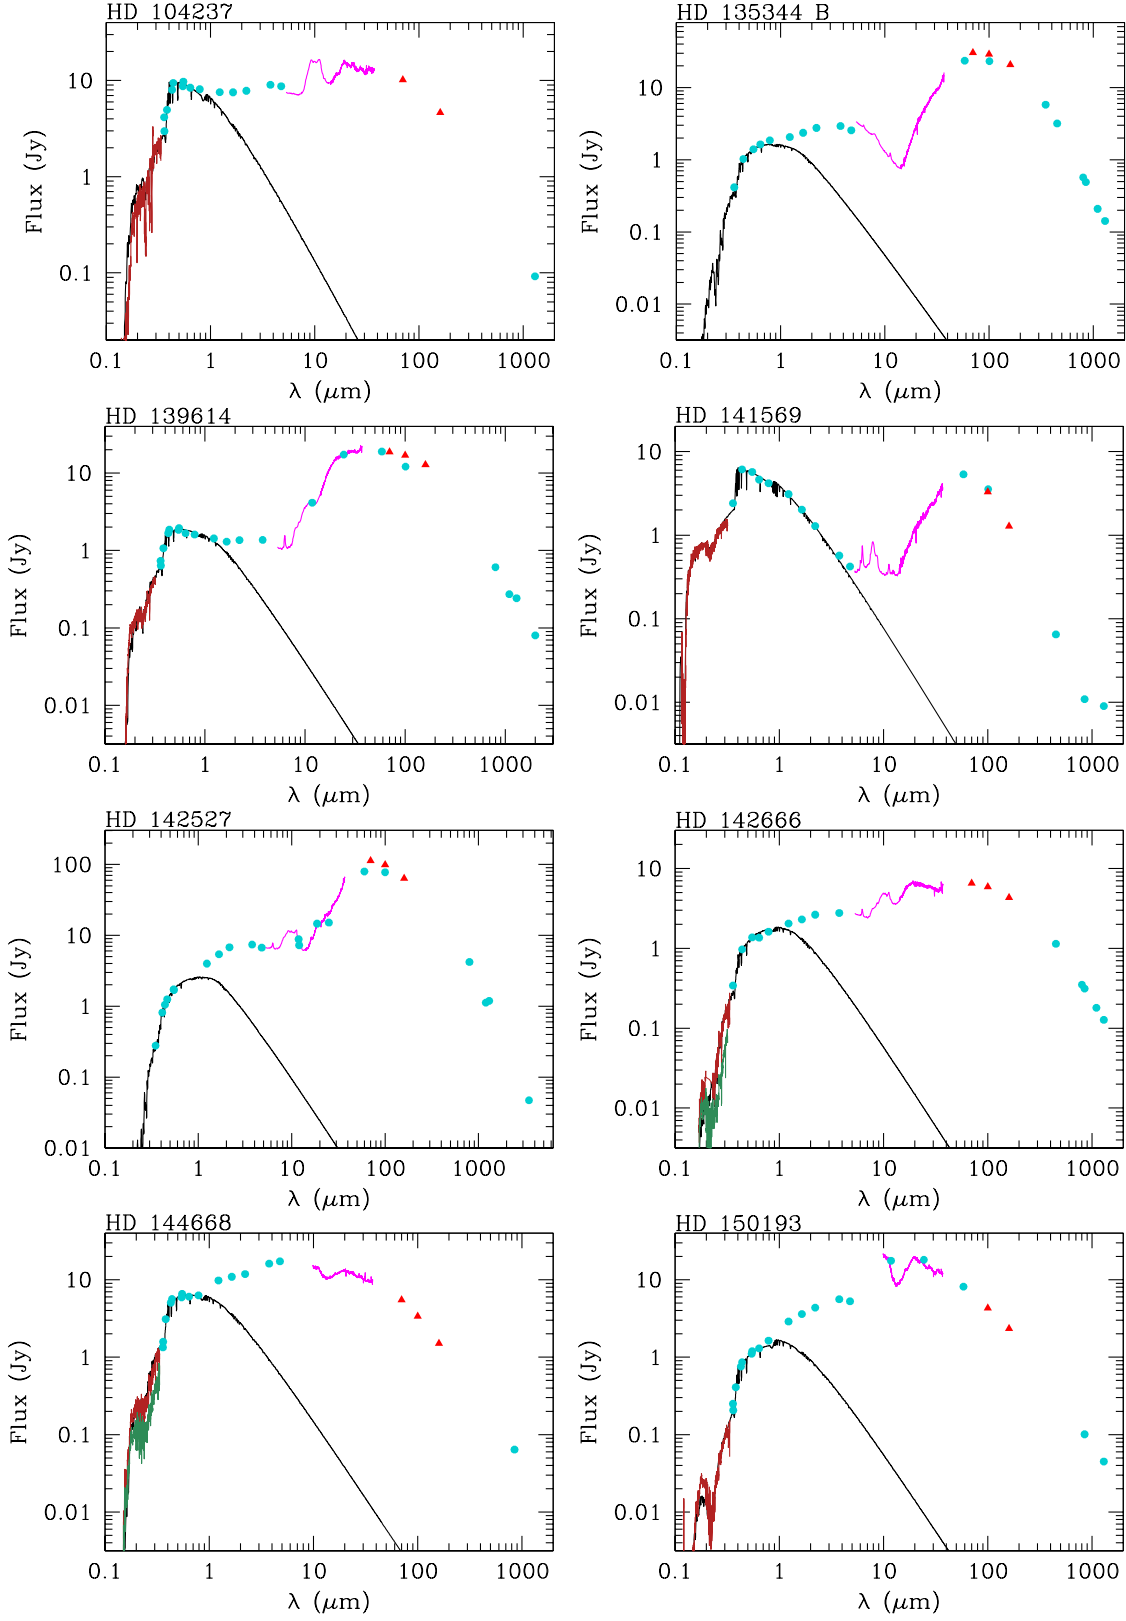 HD 104237
HD 135344 B
Flux (Jy)
10
1
0.1
0.1 1 10 100 1000
λ (μm)
Flux (Jy)
10
1
0.1
0.01
0.1 1 10 100 1000
λ (μm)
HD 139614
HD 141569
Flux (Jy)
10
1
0.1
0.01
0.1 1 10 100 1000
λ (μm)
Flux (Jy)
10
1
0.1
0.01
0.1 1 10 100 1000
λ (μm)
HD 142527
HD 142666
Flux (Jy)
100
10
1
0.1
0.01
0.1 1 10 100 1000
λ (μm)
Flux (Jy)
10
1
0.1
0.01
0.1 1 10 100 1000
λ (μm)
HD 144668
HD 150193
Flux (Jy)
10
1
0.1
0.01
0.1 1 10 100 1000
λ (μm)
Flux (Jy)
10
1
0.1
0.01
0.1 1 10 100 1000
λ (μm)